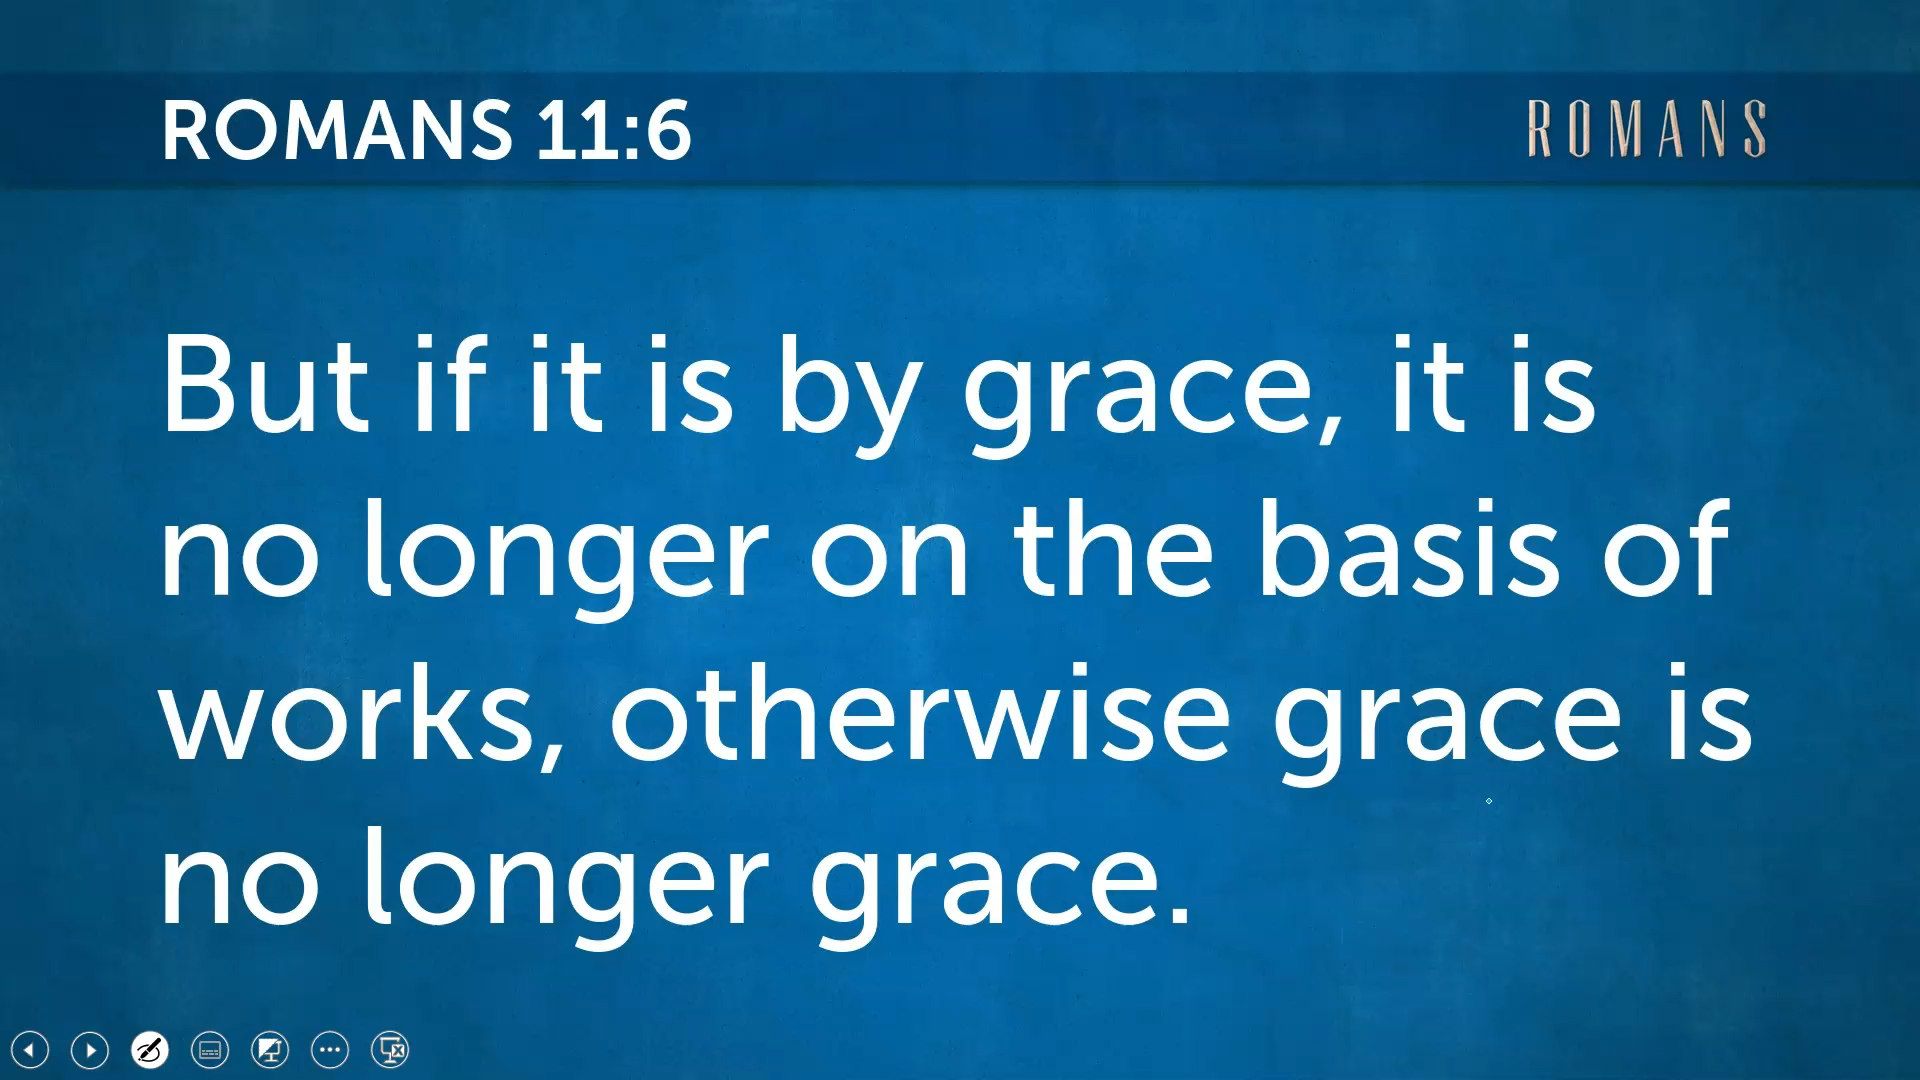 ROMANS 11:6
ROMANS
But if it is by grace, it is
no longer on the basis of
works, otherwise grace is
no longer grace.